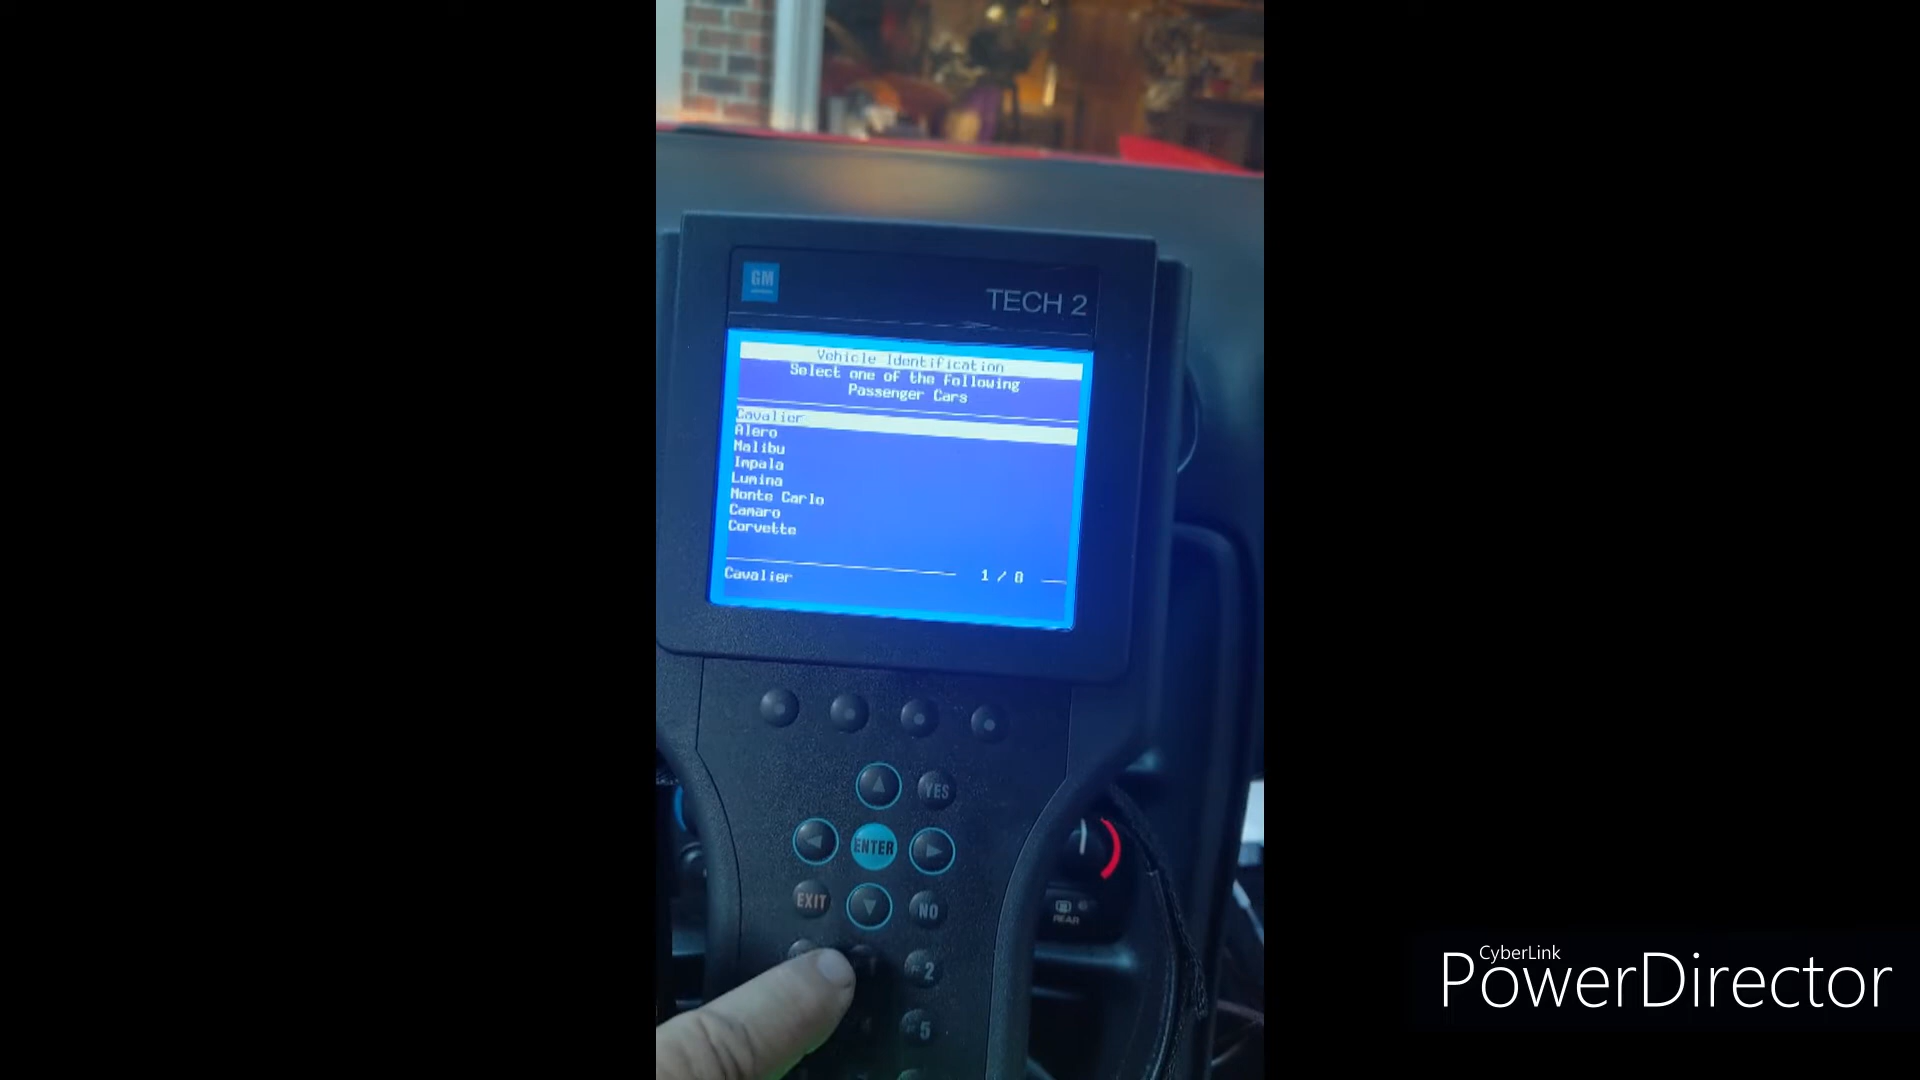 GM
TECH 2
Vehicle Identification
Select one of the following
Passenger Cars
Cavalier
Alero
Malibu
Impala
Lumina
Monte Carlo
Camaro
Corvette
Cavalier 1 / 8
YES
ENTER
EXIT
NO
2
5
REAR
CyberLink
PowerDirector